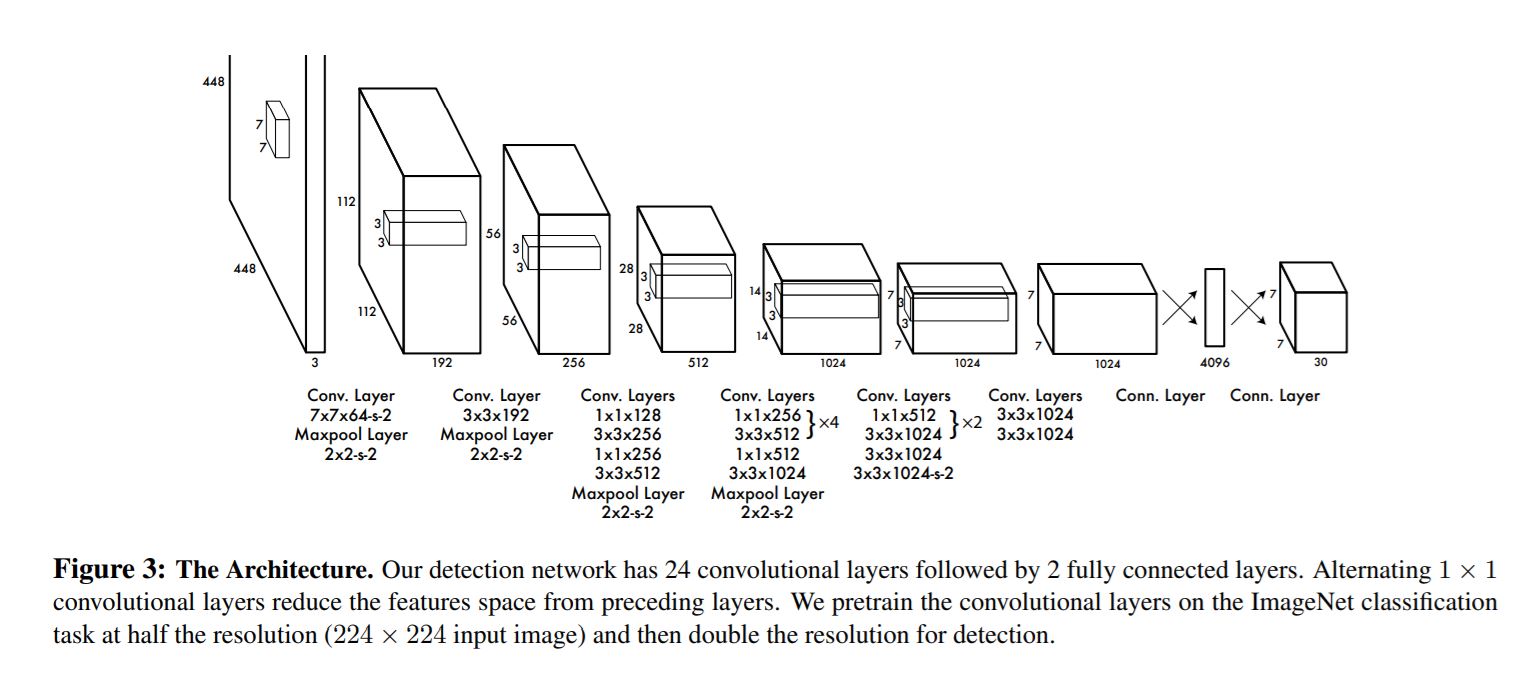 448
7
7
448
3
112
3
3
112
192
56
3
3
56
256
28
3
3
28
512
14
3
3
14
1024
7
3
3
7
1024
7
7
1024
4096
7
7
30
Conv. Layer
7x7x64-s-2
Maxpool Layer
2x2-s-2
Conv. Layer
3x3x192
Maxpool Layer
2x2-s-2
Conv. Layers
1x1x128
3x3x256
1x1x256
3x3x512
Maxpool Layer
2x2-s-2
Conv. Layers
1x1x256
3x3x512 } ×4
1x1x512
3x3x1024
Maxpool Layer
2x2-s-2
Conv. Layers
1x1x512
3x3x1024 } ×2
3x3x1024
3x3x1024-s-2
Conv. Layers
3x3x1024
3x3x1024
Conn. Layer
Conn. Layer
Figure 3: The Architecture. Our detection network has 24 convolutional layers followed by 2 fully connected layers. Alternating 1 × 1
convolutional layers reduce the features space from preceding layers. We pretrain the convolutional layers on the ImageNet classification
task at half the resolution (224 × 224 input image) and then double the resolution for detection.